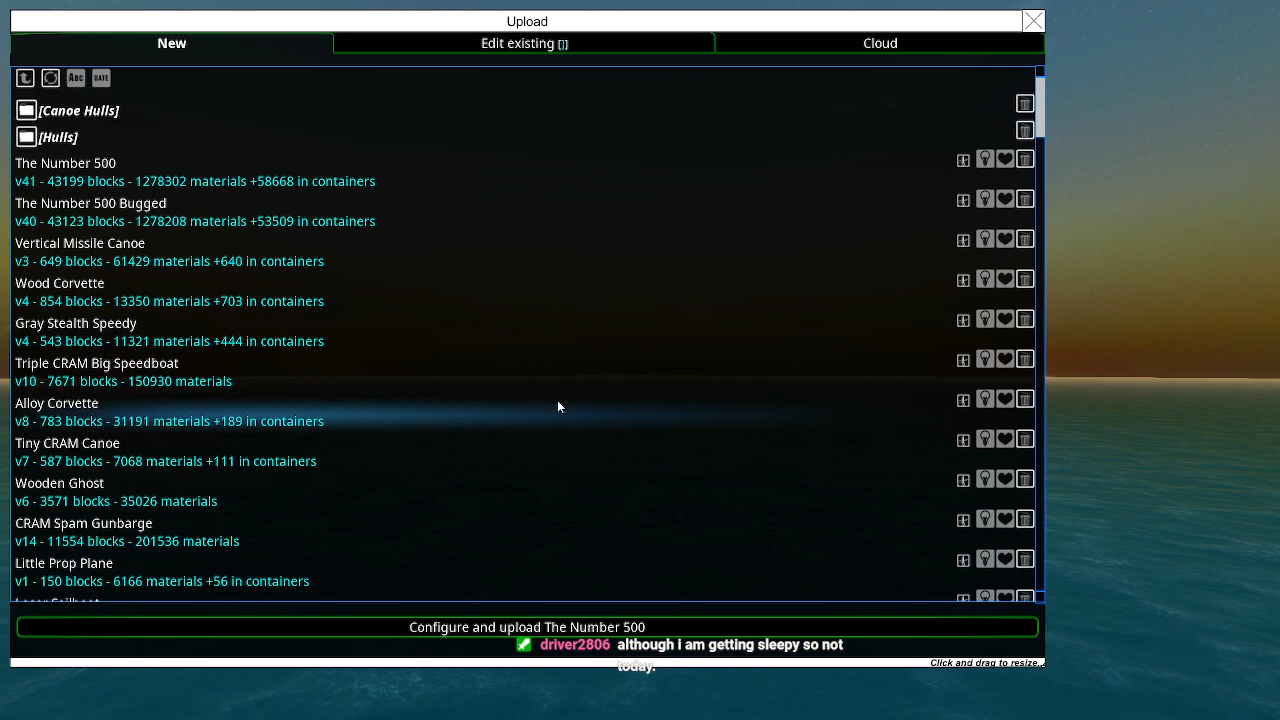 Upload
New
Edit existing []
Cloud
ABC DATE
[Canoe Hulls]
[Hulls]
The Number 500
v41 - 43199 blocks - 1278302 materials +58668 in containers
The Number 500 Bugged
v40 - 43123 blocks - 1278208 materials +53509 in containers
Vertical Missile Canoe
v3 - 649 blocks - 61429 materials +640 in containers
Wood Corvette
v4 - 854 blocks - 13350 materials +703 in containers
Gray Stealth Speedy
v4 - 543 blocks - 11321 materials +444 in containers
Triple CRAM Big Speedboat
v10 - 7671 blocks - 150930 materials
Alloy Corvette
v8 - 783 blocks - 31191 materials +189 in containers
Tiny CRAM Canoe
v7 - 587 blocks - 7068 materials +111 in containers
Wooden Ghost
v6 - 3571 blocks - 35026 materials
CRAM Spam Gunbarge
v14 - 11554 blocks - 201536 materials
Little Prop Plane
v1 - 150 blocks - 6166 materials +56 in containers
Configure and upload The Number 500
driver2806 although i am getting sleepy so not
today.
Click and drag to resize..